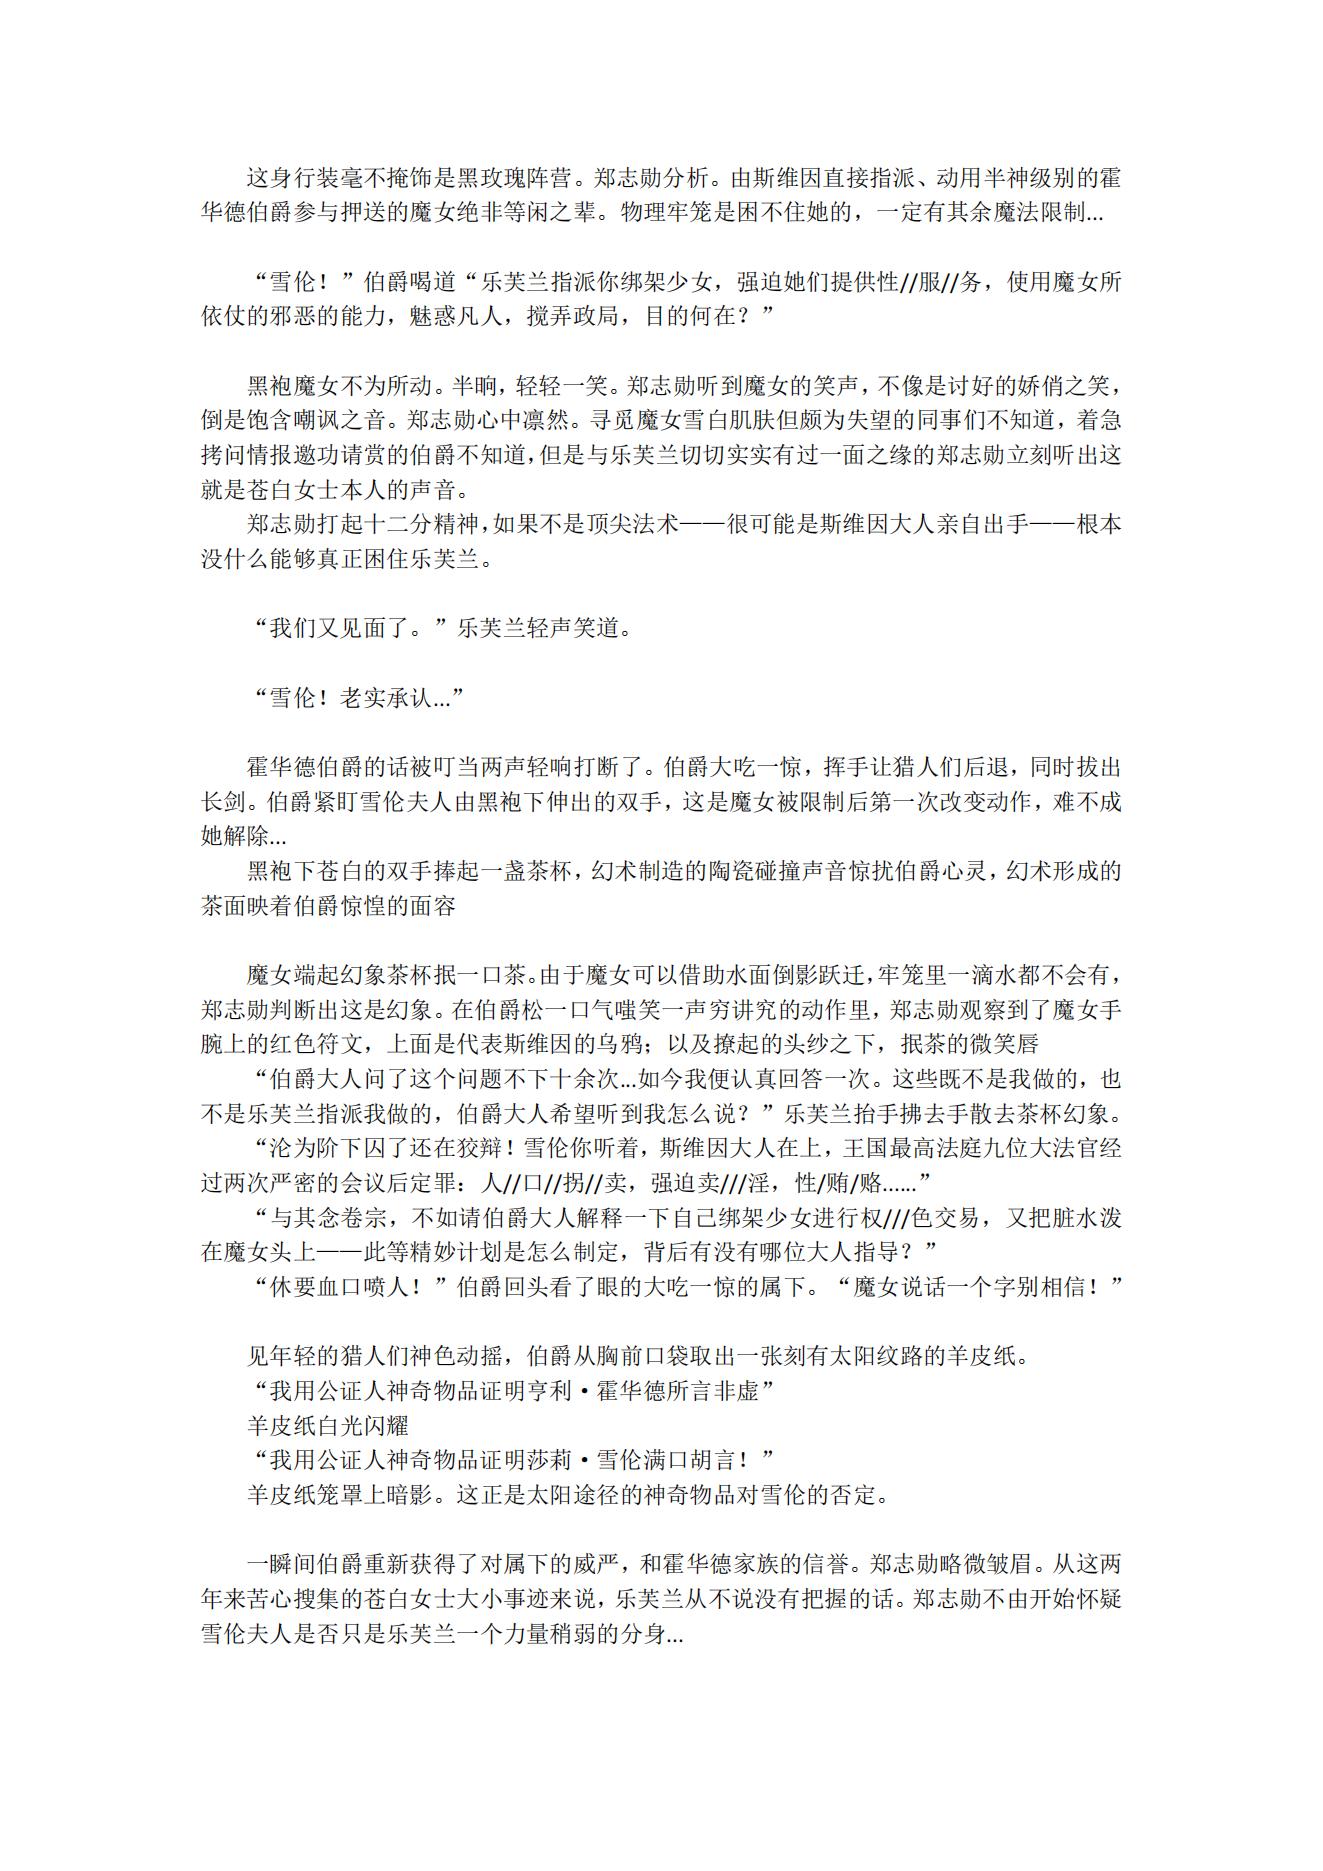 这身行装毫不掩饰是黑玫瑰阵营。郑志勋分析。由斯维因直接指派、动用半神级别的霍
华德伯爵参与押送的魔女绝非等闲之辈。物理牢笼是困不住她的，一定有其余魔法限制...
“雪伦！”伯爵喝道“乐芙兰指派你绑架少女，强迫她们提供性//服//务，使用魔女所
依仗的邪恶的能力，魅惑凡人，搅弄政局，目的何在？”
黑袍魔女不为所动。半晌，轻轻一笑。郑志勋听到魔女的笑声，不像是讨好的娇俏之笑，
倒是饱含嘲讽之音。郑志勋心中凛然。寻觅魔女雪白肌肤但颇为失望的同事们不知道，着急
拷问情报邀功请赏的伯爵不知道，但是与乐芙兰切切实实有过一面之缘的郑志勋立刻听出这
就是苍白女士本人的声音。
郑志勋打起十二分精神，如果不是顶尖法术——很可能是斯维因大人亲自出手——根本
没什么能够真正困住乐芙兰。
“我们又见面了。”乐芙兰轻声笑道。
“雪伦！老实承认...”
霍华德伯爵的话被叮当两声轻响打断了。伯爵大吃一惊，挥手让猎人们后退，同时拔出
长剑。伯爵紧盯雪伦夫人由黑袍下伸出的双手，这是魔女被限制后第一次改变动作，难不成
她解除...
黑袍下苍白的双手捧起一盏茶杯，幻术制造的陶瓷碰撞声音惊扰伯爵心灵，幻术形成的
茶面映着伯爵惊惶的面容
魔女端起幻象茶杯抿一口茶。由于魔女可以借助水面倒影跃迁，牢笼里一滴水都不会有，
郑志勋判断出这是幻象。在伯爵松一口气嗤笑一声穷讲究的动作里，郑志勋观察到了魔女手
腕上的红色符文，上面是代表斯维因的乌鸦；以及撩起的头纱之下，抿茶的微笑唇
“伯爵大人问了这个问题不下十余次...如今我便认真回答一次。这些既不是我做的，也
不是乐芙兰指派我做的，伯爵大人希望听到我怎么说？”乐芙兰抬手拂去手散去茶杯幻象。
“沦为阶下囚了还在狡辩！雪伦你听着，斯维因大人在上，王国最高法庭九位大法官经
过两次严密的会议后定罪：人//口//拐//卖，强迫卖///淫，性/贿/赂......”
“与其念卷宗，不如请伯爵大人解释一下自己绑架少女进行权///色交易，又把脏水泼
在魔女头上——此等精妙计划是怎么制定，背后有没有哪位大人指导？”
“休要血口喷人！”伯爵回头看了眼的大吃一惊的属下。“魔女说话一个字别相信！”
见年轻的猎人们神色动摇，伯爵从胸前口袋取出一张刻有太阳纹路的羊皮纸。
“我用公证人神奇物品证明亨利·霍华德所言非虚”
羊皮纸白光闪耀
“我用公证人神奇物品证明莎莉·雪伦满口胡言！”
羊皮纸笼罩上暗影。这正是太阳途径的神奇物品对雪伦的否定。
一瞬间伯爵重新获得了对属下的威严，和霍华德家族的信誉。郑志勋略微皱眉。从这两
年来苦心搜集的苍白女士大小事迹来说，乐芙兰从不说没有把握的话。郑志勋不由开始怀疑
雪伦夫人是否只是乐芙兰一个力量稍弱的分身...